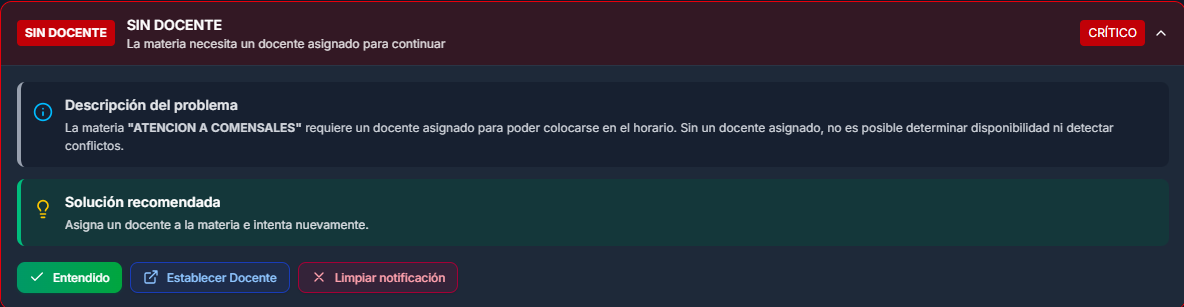 SIN DOCENTE
SIN DOCENTE
La materia necesita un docente asignado para continuar
CRÍTICO
Descripción del problema
La materia "ATENCION A COMENSALES" requiere un docente asignado para poder colocarse en el horario. Sin un docente asignado, no es posible determinar disponibilidad ni detectar
conflictos.
Solución recomendada
Asigna un docente a la materia e intenta nuevamente.
Entendido
Establecer Docente
Limpiar notificación